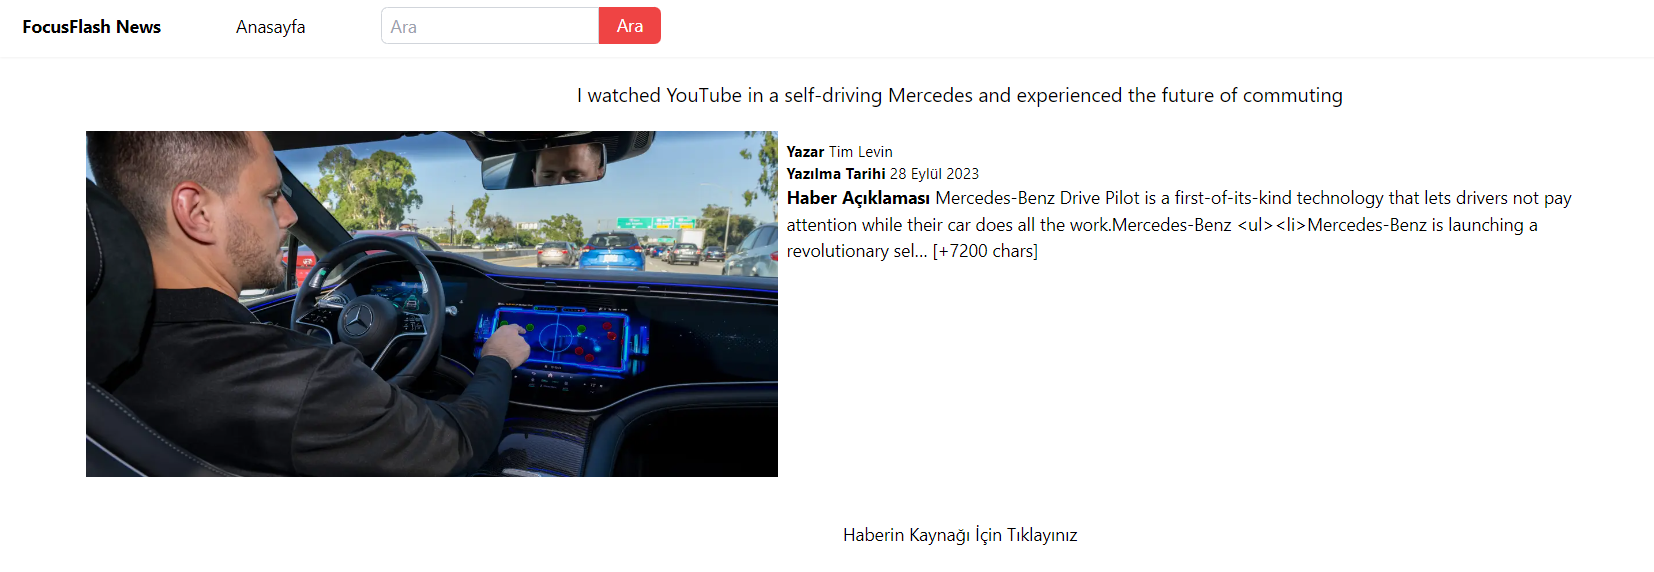 FocusFlash News
Anasayfa
Ara
Ara
I watched YouTube in a self-driving Mercedes and experienced the future of commuting
Yazar Tim Levin
Yazılma Tarihi 28 Eylül 2023
Haber Açıklaması Mercedes-Benz Drive Pilot is a first-of-its-kind technology that lets drivers not pay
attention while their car does all the work.Mercedes-Benz <ul><li>Mercedes-Benz is launching a
revolutionary sel… [+7200 chars]
Haberin Kaynağı İçin Tıklayınız